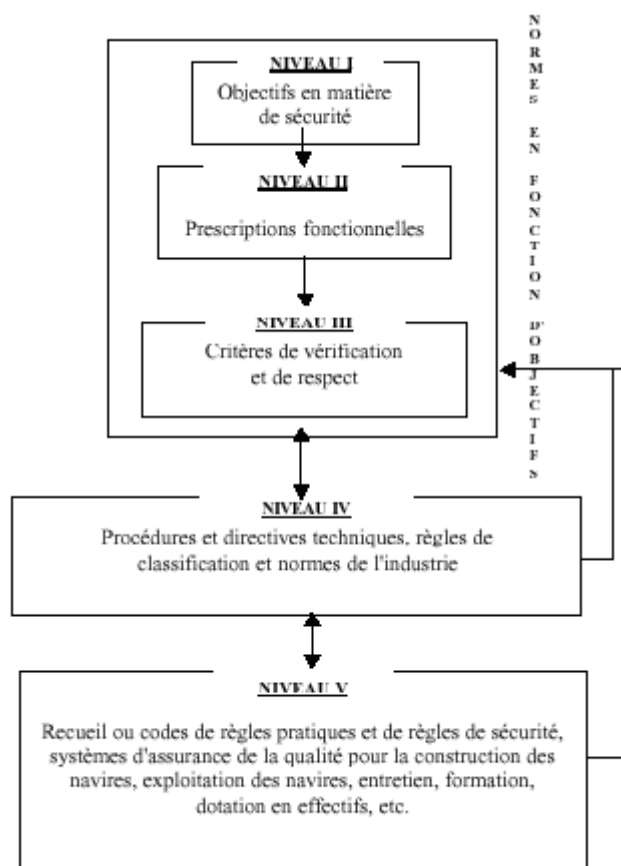 NIVEAU I
Objectifs en matière
de sécurité
NIVEAU II
Prescriptions fonctionnelles
NIVEAU III
Critères de vérification
et de respect
NORMES EN FONCTION D'OBJECTIFS
NIVEAU IV
Procédures et directives techniques, règles de
classification et normes de l'industrie
NIVEAU V
Recueil ou codes de règles pratiques et de règles de sécurité,
systèmes d'assurance de la qualité pour la construction des
navires, exploitation des navires, entretien, formation,
dotation en effectifs, etc.